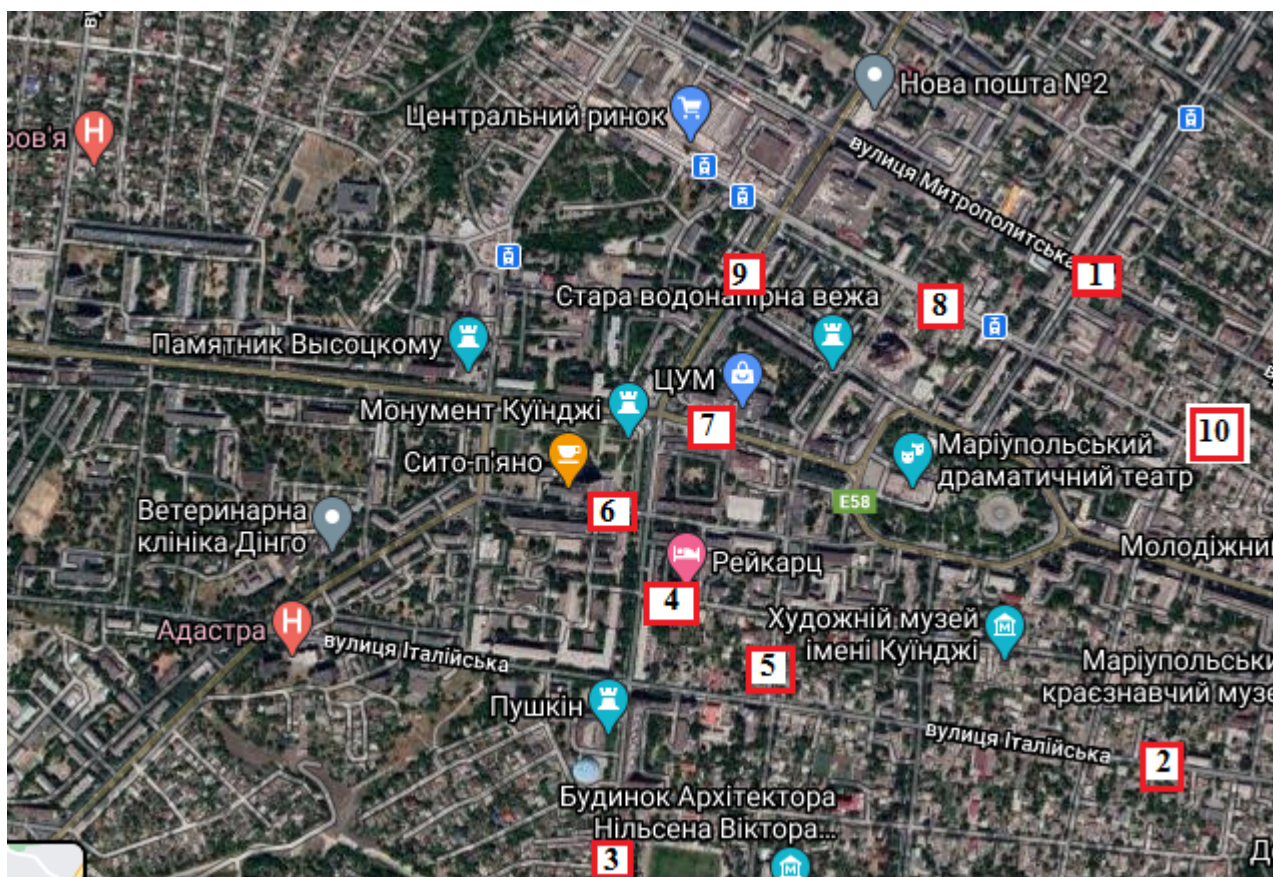 Нова пошта №2
Центральний ринок
ров'я
вулиця Митрополитська
9
1
Стара водонапірна вежа
8
Памятник Высоцкому
ЦУМ
Монумент Куїнджі
7
10
Сито-п'яно
Маріупольський
драматичний театр
6
E58
Ветеринарна
клініка Дінго
Молодіжний
Рейкарц
4
Адастра
вулиця Італійська
Художній музей
імені Куїнджі
5
Маріупольськи
краєзнавчий музе
Пушкін
вулиця Італійська
2
Будинок Архітектора
Нільсена Віктора...
3